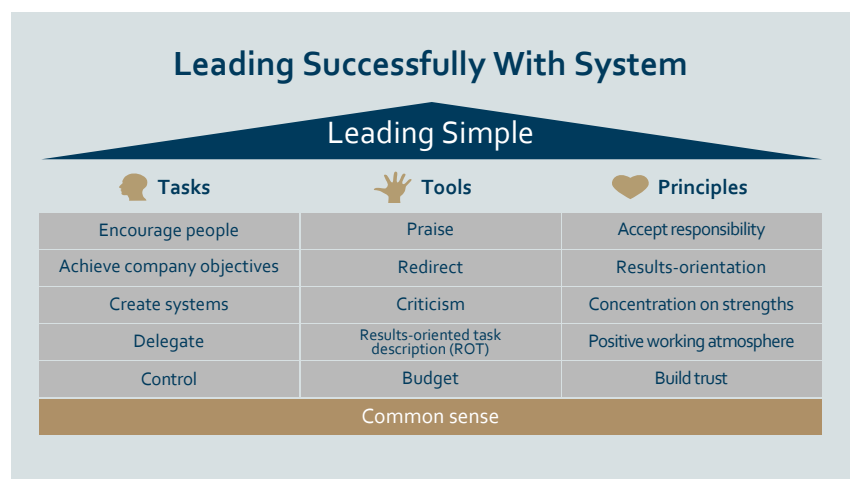 Leading Successfully With System
Leading Simple
Tasks
Tools
Principles
Encourage people
Praise
Accept responsibility
Achieve company objectives
Redirect
Results-orientation
Create systems
Criticism
Concentration on strengths
Delegate
Results-oriented task
description (ROT)
Positive working atmosphere
Control
Budget
Build trust
Common sense